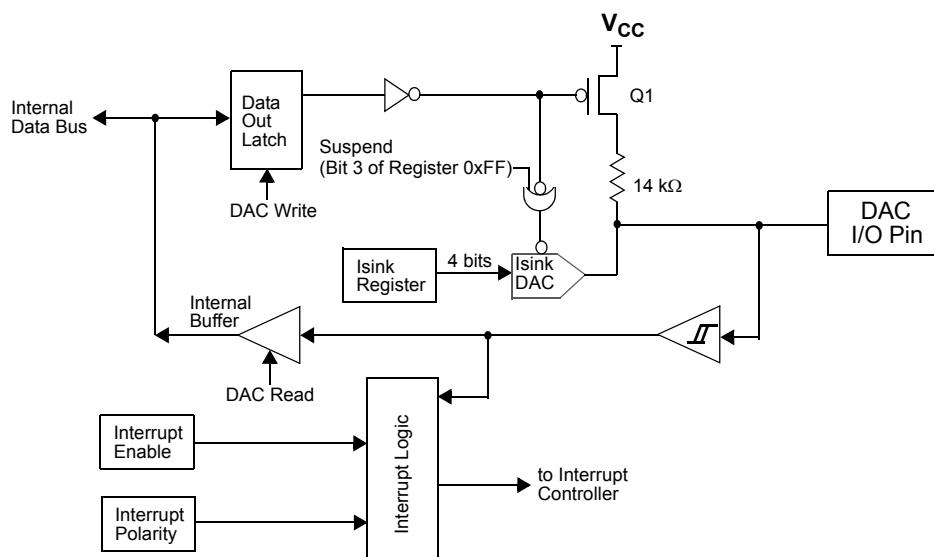 VCC
Internal
Data Bus
Data
Out
Latch
Q1
Suspend
(Bit 3 of Register 0xFF)
14 kΩ
DAC Write
DAC
I/O Pin
Isink
Register
4 bits
Isink
DAC
Internal
Buffer
DAC Read
Interrupt
Enable
Interrupt Logic
to Interrupt
Controller
Interrupt
Polarity